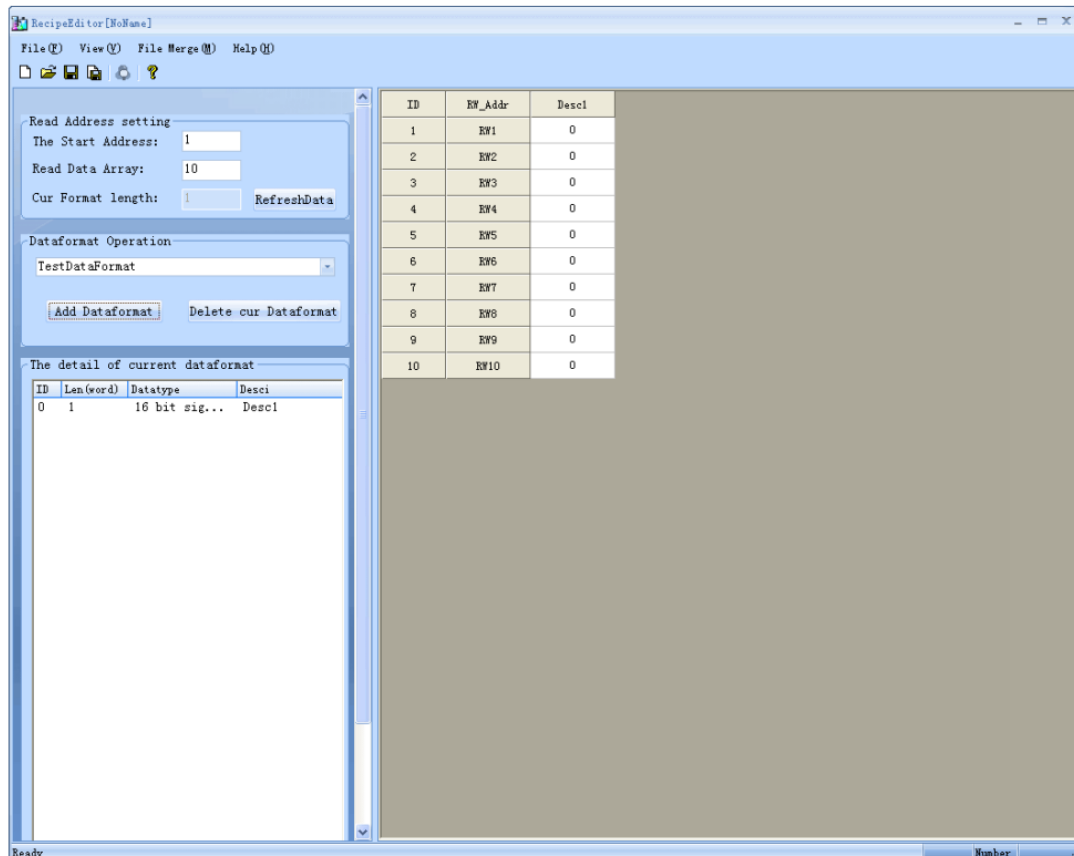 RecipeEditor[NoName]
File(F) View(V) File Merge(M) Help(H)
Read Address setting
The Start Address: 1
Read Data Array: 10
Cur Format length: 1 RefreshData
Dataformat Operation
TestDataFormat
Add Dataformat Delete cur Dataformat
The detail of current dataformat
ID Len(word) Datatype Desci
0 1 16 bit sig... Desc1
ID RW_Addr Desc1
1 RW1 0
2 RW2 0
3 RW3 0
4 RW4 0
5 RW5 0
6 RW6 0
7 RW7 0
8 RW8 0
9 RW9 0
10 RW10 0
Ready Number